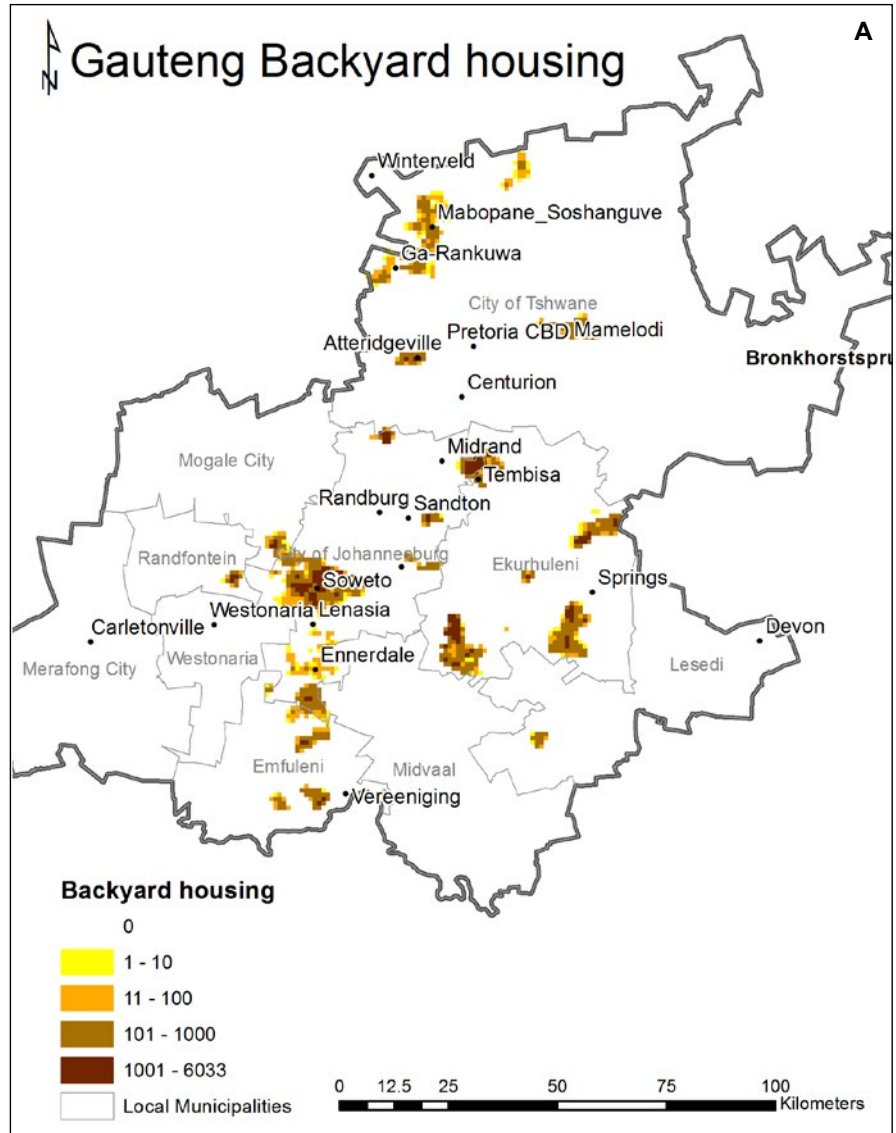 A
N
Gauteng Backyard housing
Winterveld
Mabopane_Soshanguve
Ga-Rankuwa
City of Tshwane
Pretoria CBD
Mamelodi
Atteridgeville
Bronkhorstspru
Centurion
Midrand
Mogale City
Tembisa
Randburg
Sandton
Randfontein
City of Johannesburg
Ekurhuleni
Soweto
Springs
Westonaria
Lenasia
Carletonville
Devon
Westonaria
Ennerdale
Merafong City
Lesedi
Emfuleni
Midvaal
Vereeniging
Backyard housing
0
1 - 10
11 - 100
101 - 1000
1001 - 6033
Local Municipalities
0 12.5 25 50 75 100
Kilometers